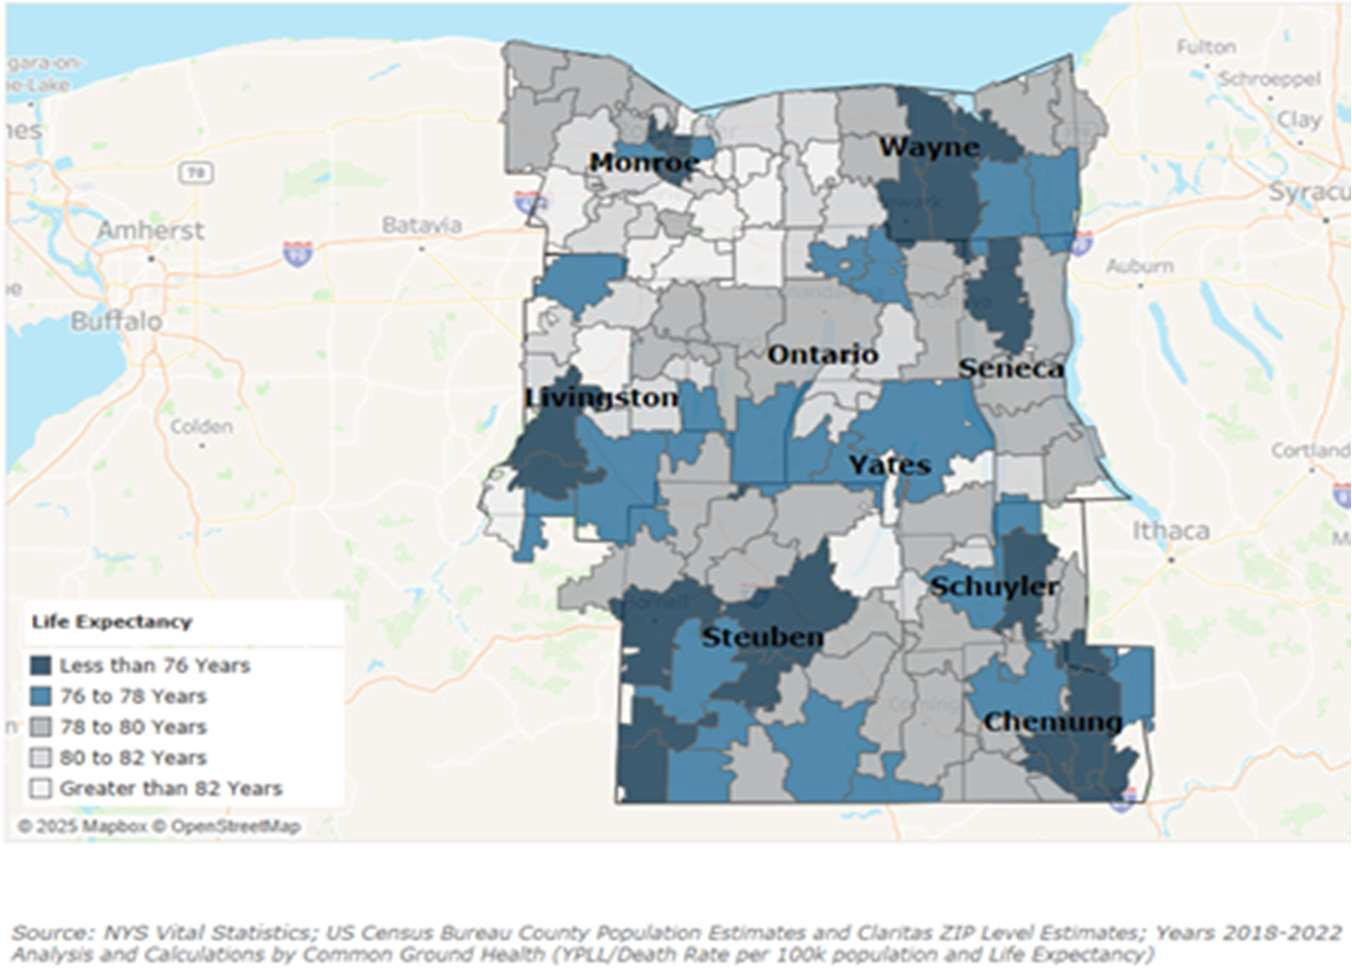 Fulton
Schroeppel
Clay
Syracu
gara-on-
e-Lake
nes
78
Amherst
Batavia
90
Buffalo
Auburn
Ithaca
Cortland
Colden
Monroe
Wayne
Ontario
Seneca
Livingston
Yates
Schuyler
Steuben
Chemung
Life Expectancy
Less than 76 Years
76 to 78 Years
78 to 80 Years
80 to 82 Years
Greater than 82 Years
© 2025 Mapbox © OpenStreetMap
Source: NYS Vital Statistics; US Census Bureau County Population Estimates and Claritas ZIP Level Estimates; Years 2018-2022
Analysis and Calculations by Common Ground Health (YPLL/Death Rate per 100k population and Life Expectancy)